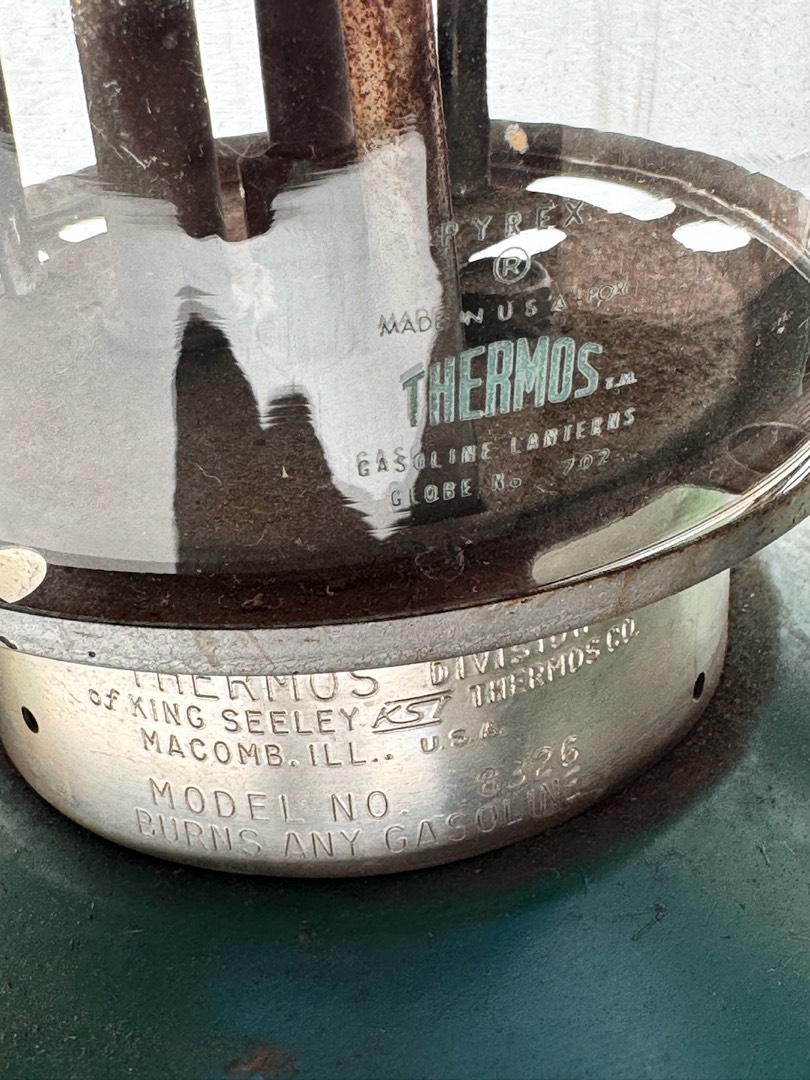 PYREX
®
MADE IN U.S.A. FOR
THERMOS T.M.
GASOLINE LANTERNS
GLOBE No. 702
THERMOS DIVISION
of KING SEELEY KST THERMOS CO.
MACOMB. ILL.. U.S.A.
MODEL NO. 8326
BURNS ANY GASOLINE